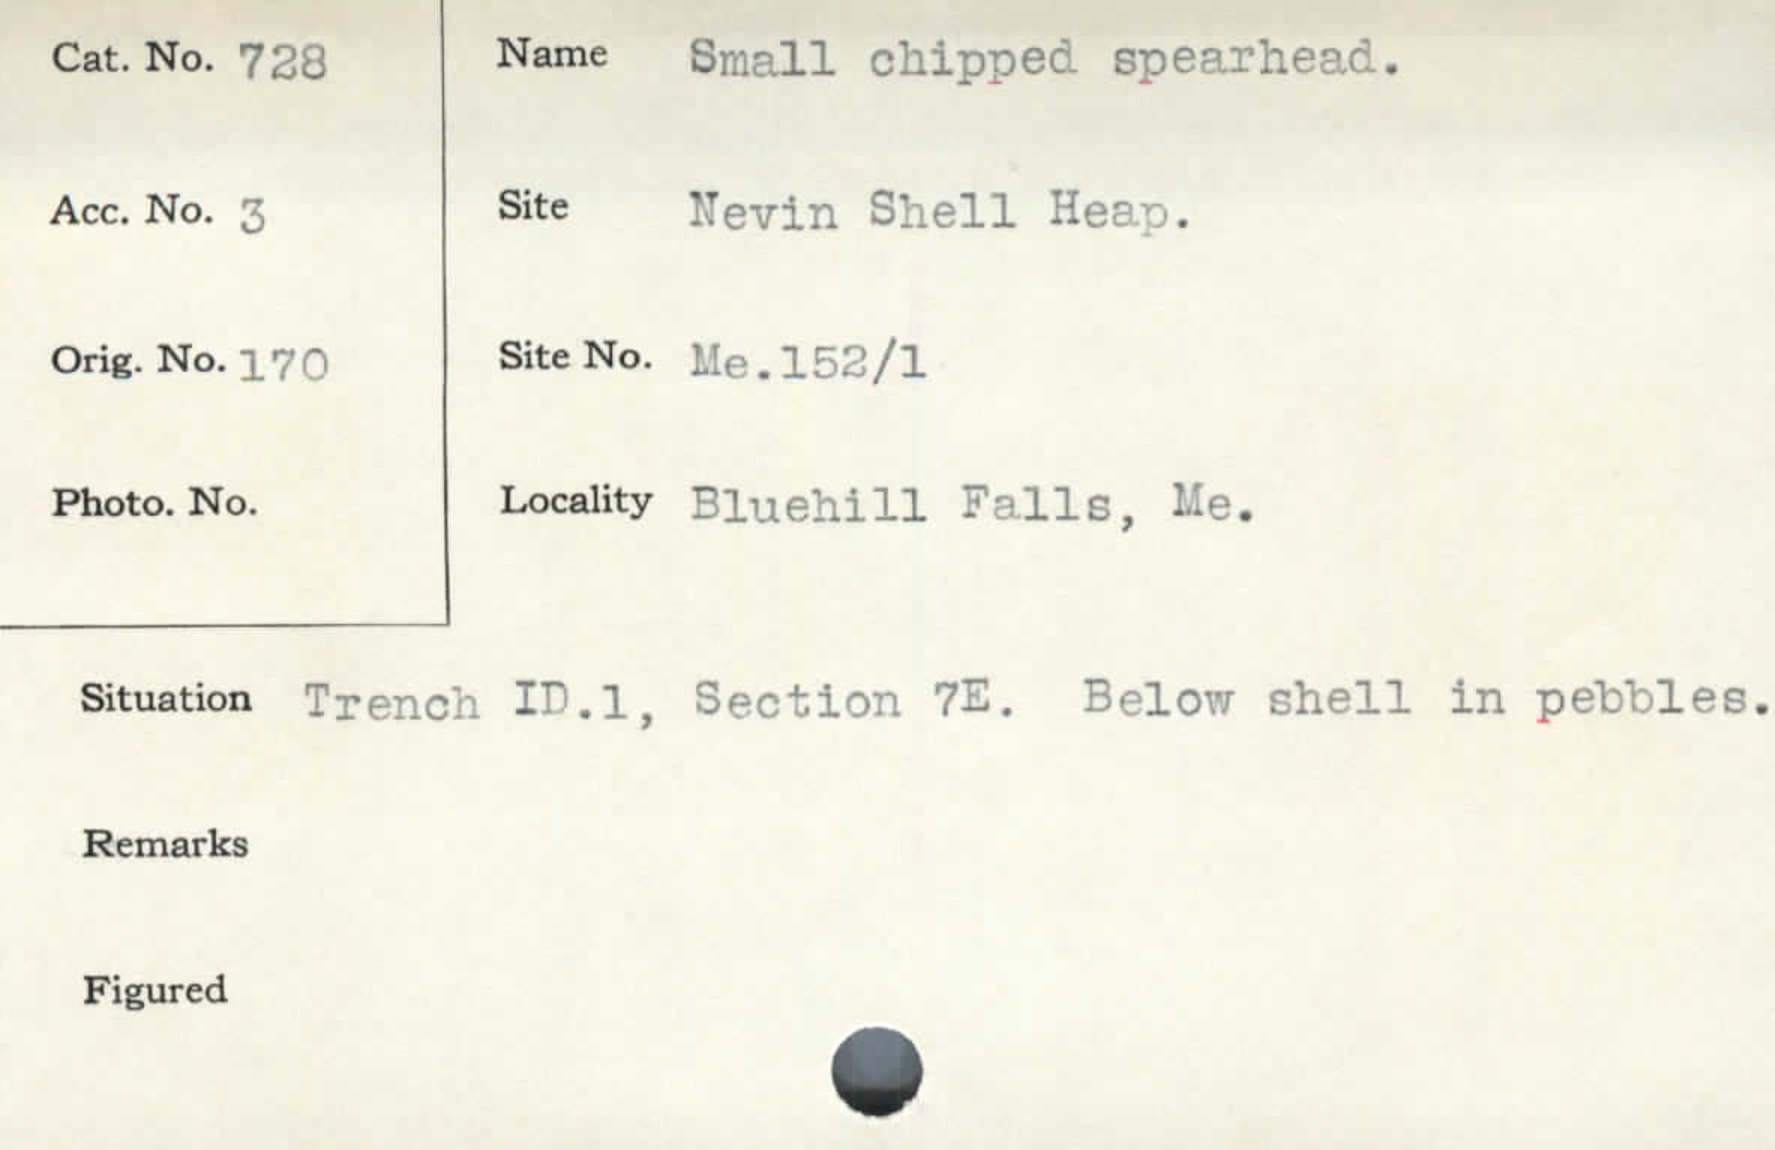 Cat. No. 728
Name Small chipped spearhead.
Acc. No. 3
Site Nevin Shell Heap.
Orig. No. 170
Site No. Me.152/1
Photo. No.
Locality Bluehill Falls, Me.
Situation Trench ID.1, Section 7E. Below shell in pebbles.
Remarks
Figured